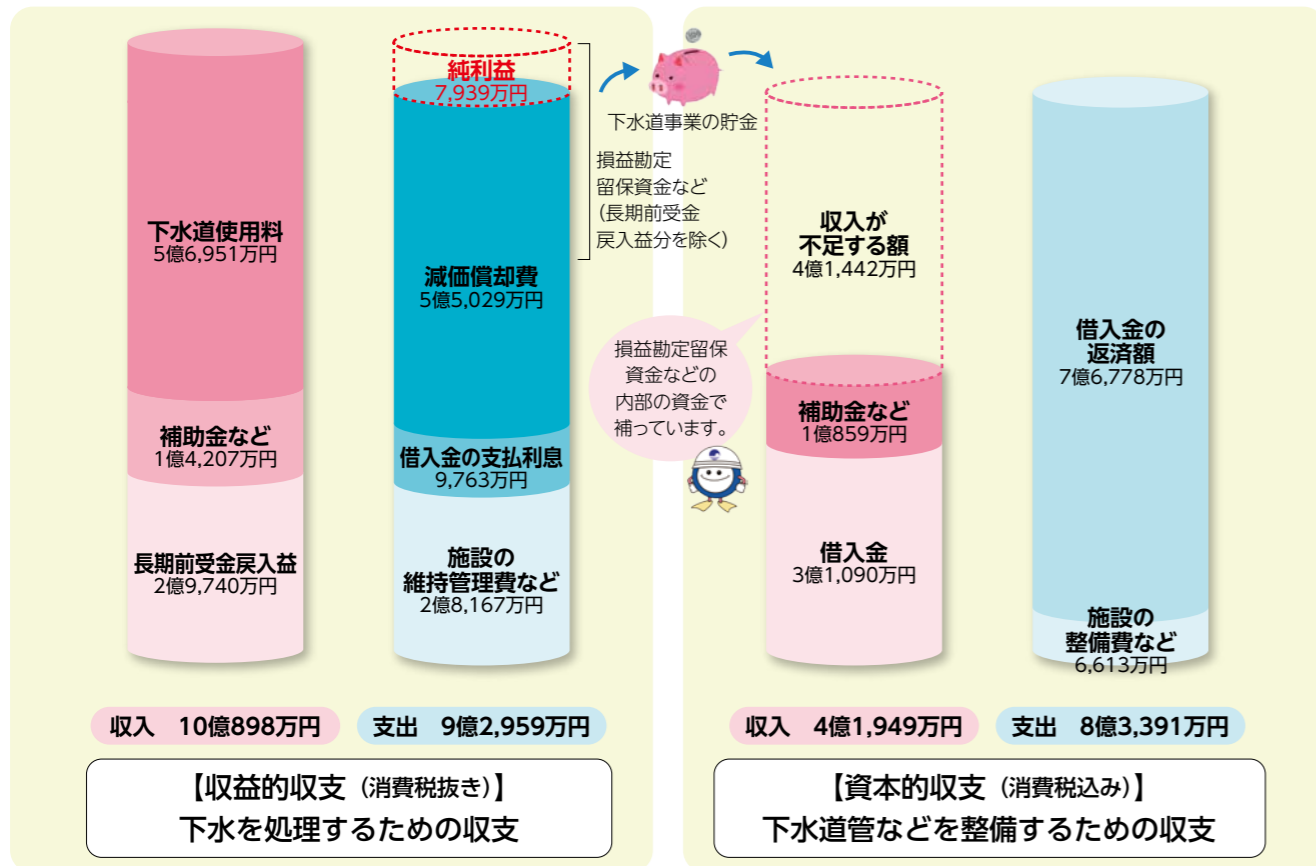 下水道使用料
5億6,951万円
補助金など
1億4,207万円
長期前受金戻入益
2億9,740万円
純利益
7,939万円
減価償却費
5億5,029万円
借入金の支払利息
9,763万円
施設の
維持管理費など
2億8,167万円
下水道事業の貯金
損益勘定
留保資金など
(長期前受金
戻入益分を除く)
収入 10億898万円
支出 9億2,959万円
【収益的収支(消費税抜き)】
下水を処理するための収支
収入が
不足する額
4億1,442万円
損益勘定留保
資金などの
内部の資金で
補っています。
補助金など
1億859万円
借入金
3億1,090万円
借入金の
返済額
7億6,778万円
施設の
整備費など
6,613万円
収入 4億1,949万円
支出 8億3,391万円
【資本的収支(消費税込み)】
下水道管などを整備するための収支